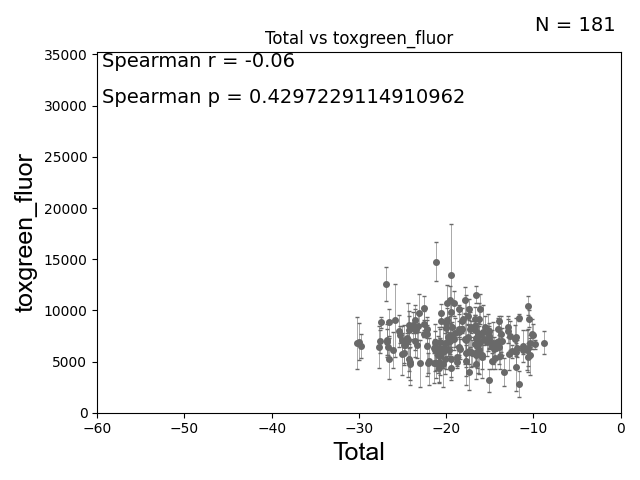 N = 181
Total vs toxgreen_fluor
Spearman r = -0.06
Spearman p = 0.4297229114910962
toxgreen_fluor
35000
30000
25000
20000
15000
10000
5000
0
−60 −50 −40 −30 −20 −10 0
Total